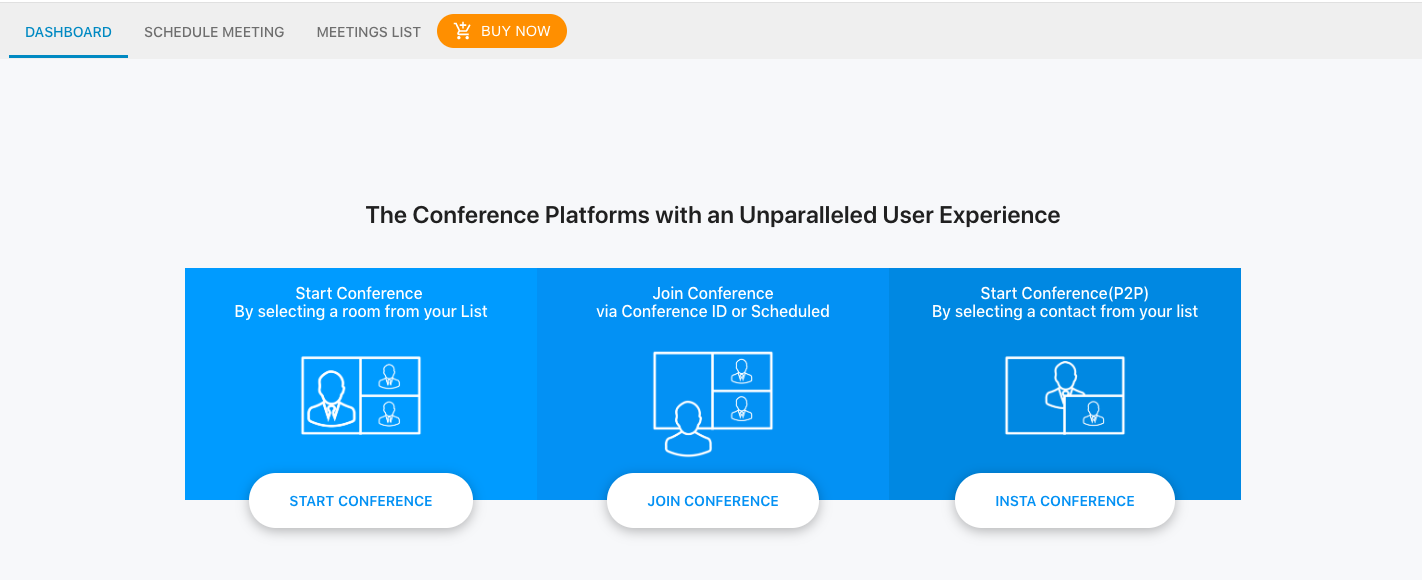 DASHBOARD
SCHEDULE MEETING
MEETINGS LIST
BUY NOW
The Conference Platforms with an Unparalleled User Experience
Start Conference
By selecting a room from your List
START CONFERENCE
Join Conference
via Conference ID or Scheduled
JOIN CONFERENCE
Start Conference(P2P)
By selecting a contact from your list
INSTA CONFERENCE